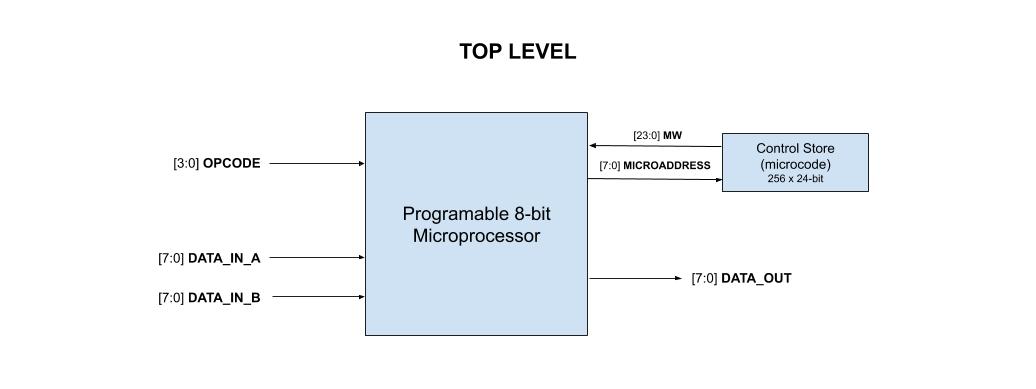 TOP LEVEL
[23:0] MW
[3:0] OPCODE
[7:0] MICROADDRESS
Control Store
(microcode)
256 x 24-bit
Programable 8-bit
Microprocessor
[7:0] DATA_IN_A
[7:0] DATA_IN_B
[7:0] DATA_OUT